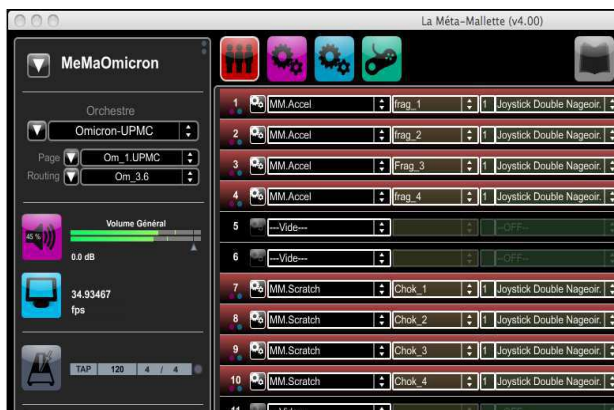 La Méta-Mallette (v4.00)
MeMaOmicron
Orchestre
Omicron-UPMC
Page Om_1.UPMC
Routing Om_3.6
45 %
Volume Général
0.0 dB
34.93467
fps
TAP 120 4 / 4
1 MM.Accel frag_1 1 Joystick Double Nageoir.
2 MM.Accel frag_2 1 Joystick Double Nageoir.
3 MM.Accel Frag_3 1 Joystick Double Nageoir.
4 MM.Accel frag_4 1 Joystick Double Nageoir.
5 ---Vide--- --OFF--
6 ---Vide--- --OFF--
7 MM.Scratch Chok_1 1 Joystick Double Nageoir.
8 MM.Scratch Chok_2 1 Joystick Double Nageoir.
9 MM.Scratch Chok_3 1 Joystick Double Nageoir.
10 MM.Scratch Chok_4 1 Joystick Double Nageoir.
11 ---Vide---